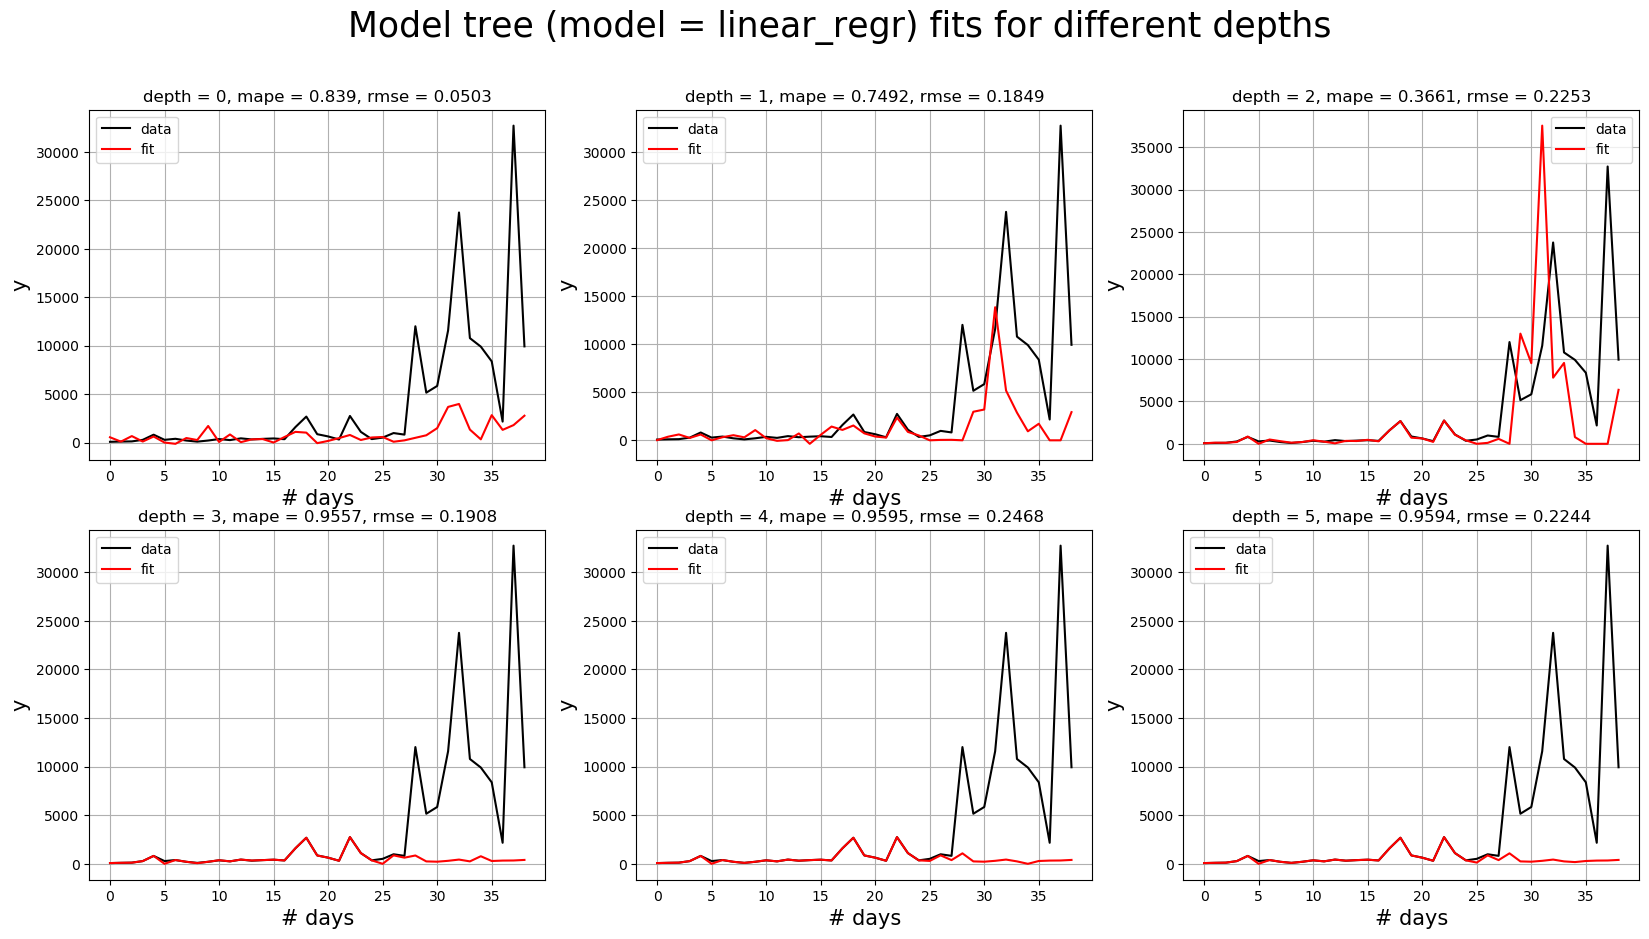 Model tree (model = linear_regr) fits for different depths
depth = 0, mape = 0.839, rmse = 0.0503
data
fit
30000
25000
20000
15000
10000
5000
0
y
0 5 10 15 20 25 30 35
# days
depth = 1, mape = 0.7492, rmse = 0.1849
data
fit
30000
25000
20000
15000
10000
5000
0
y
0 5 10 15 20 25 30 35
# days
depth = 2, mape = 0.3661, rmse = 0.2253
data
fit
35000
30000
25000
20000
15000
10000
5000
0
y
0 5 10 15 20 25 30 35
# days
depth = 3, mape = 0.9557, rmse = 0.1908
data
fit
30000
25000
20000
15000
10000
5000
0
y
0 5 10 15 20 25 30 35
# days
depth = 4, mape = 0.9595, rmse = 0.2468
data
fit
30000
25000
20000
15000
10000
5000
0
y
0 5 10 15 20 25 30 35
# days
depth = 5, mape = 0.9594, rmse = 0.2244
data
fit
30000
25000
20000
15000
10000
5000
0
y
0 5 10 15 20 25 30 35
# days